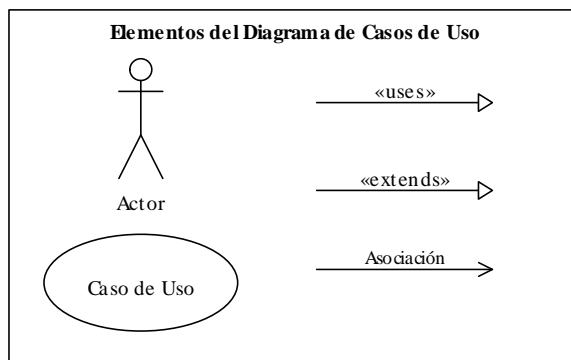 Elementos del Diagrama de Casos de Uso
«uses»
«extends»
Actor
Asociación
Caso de Uso